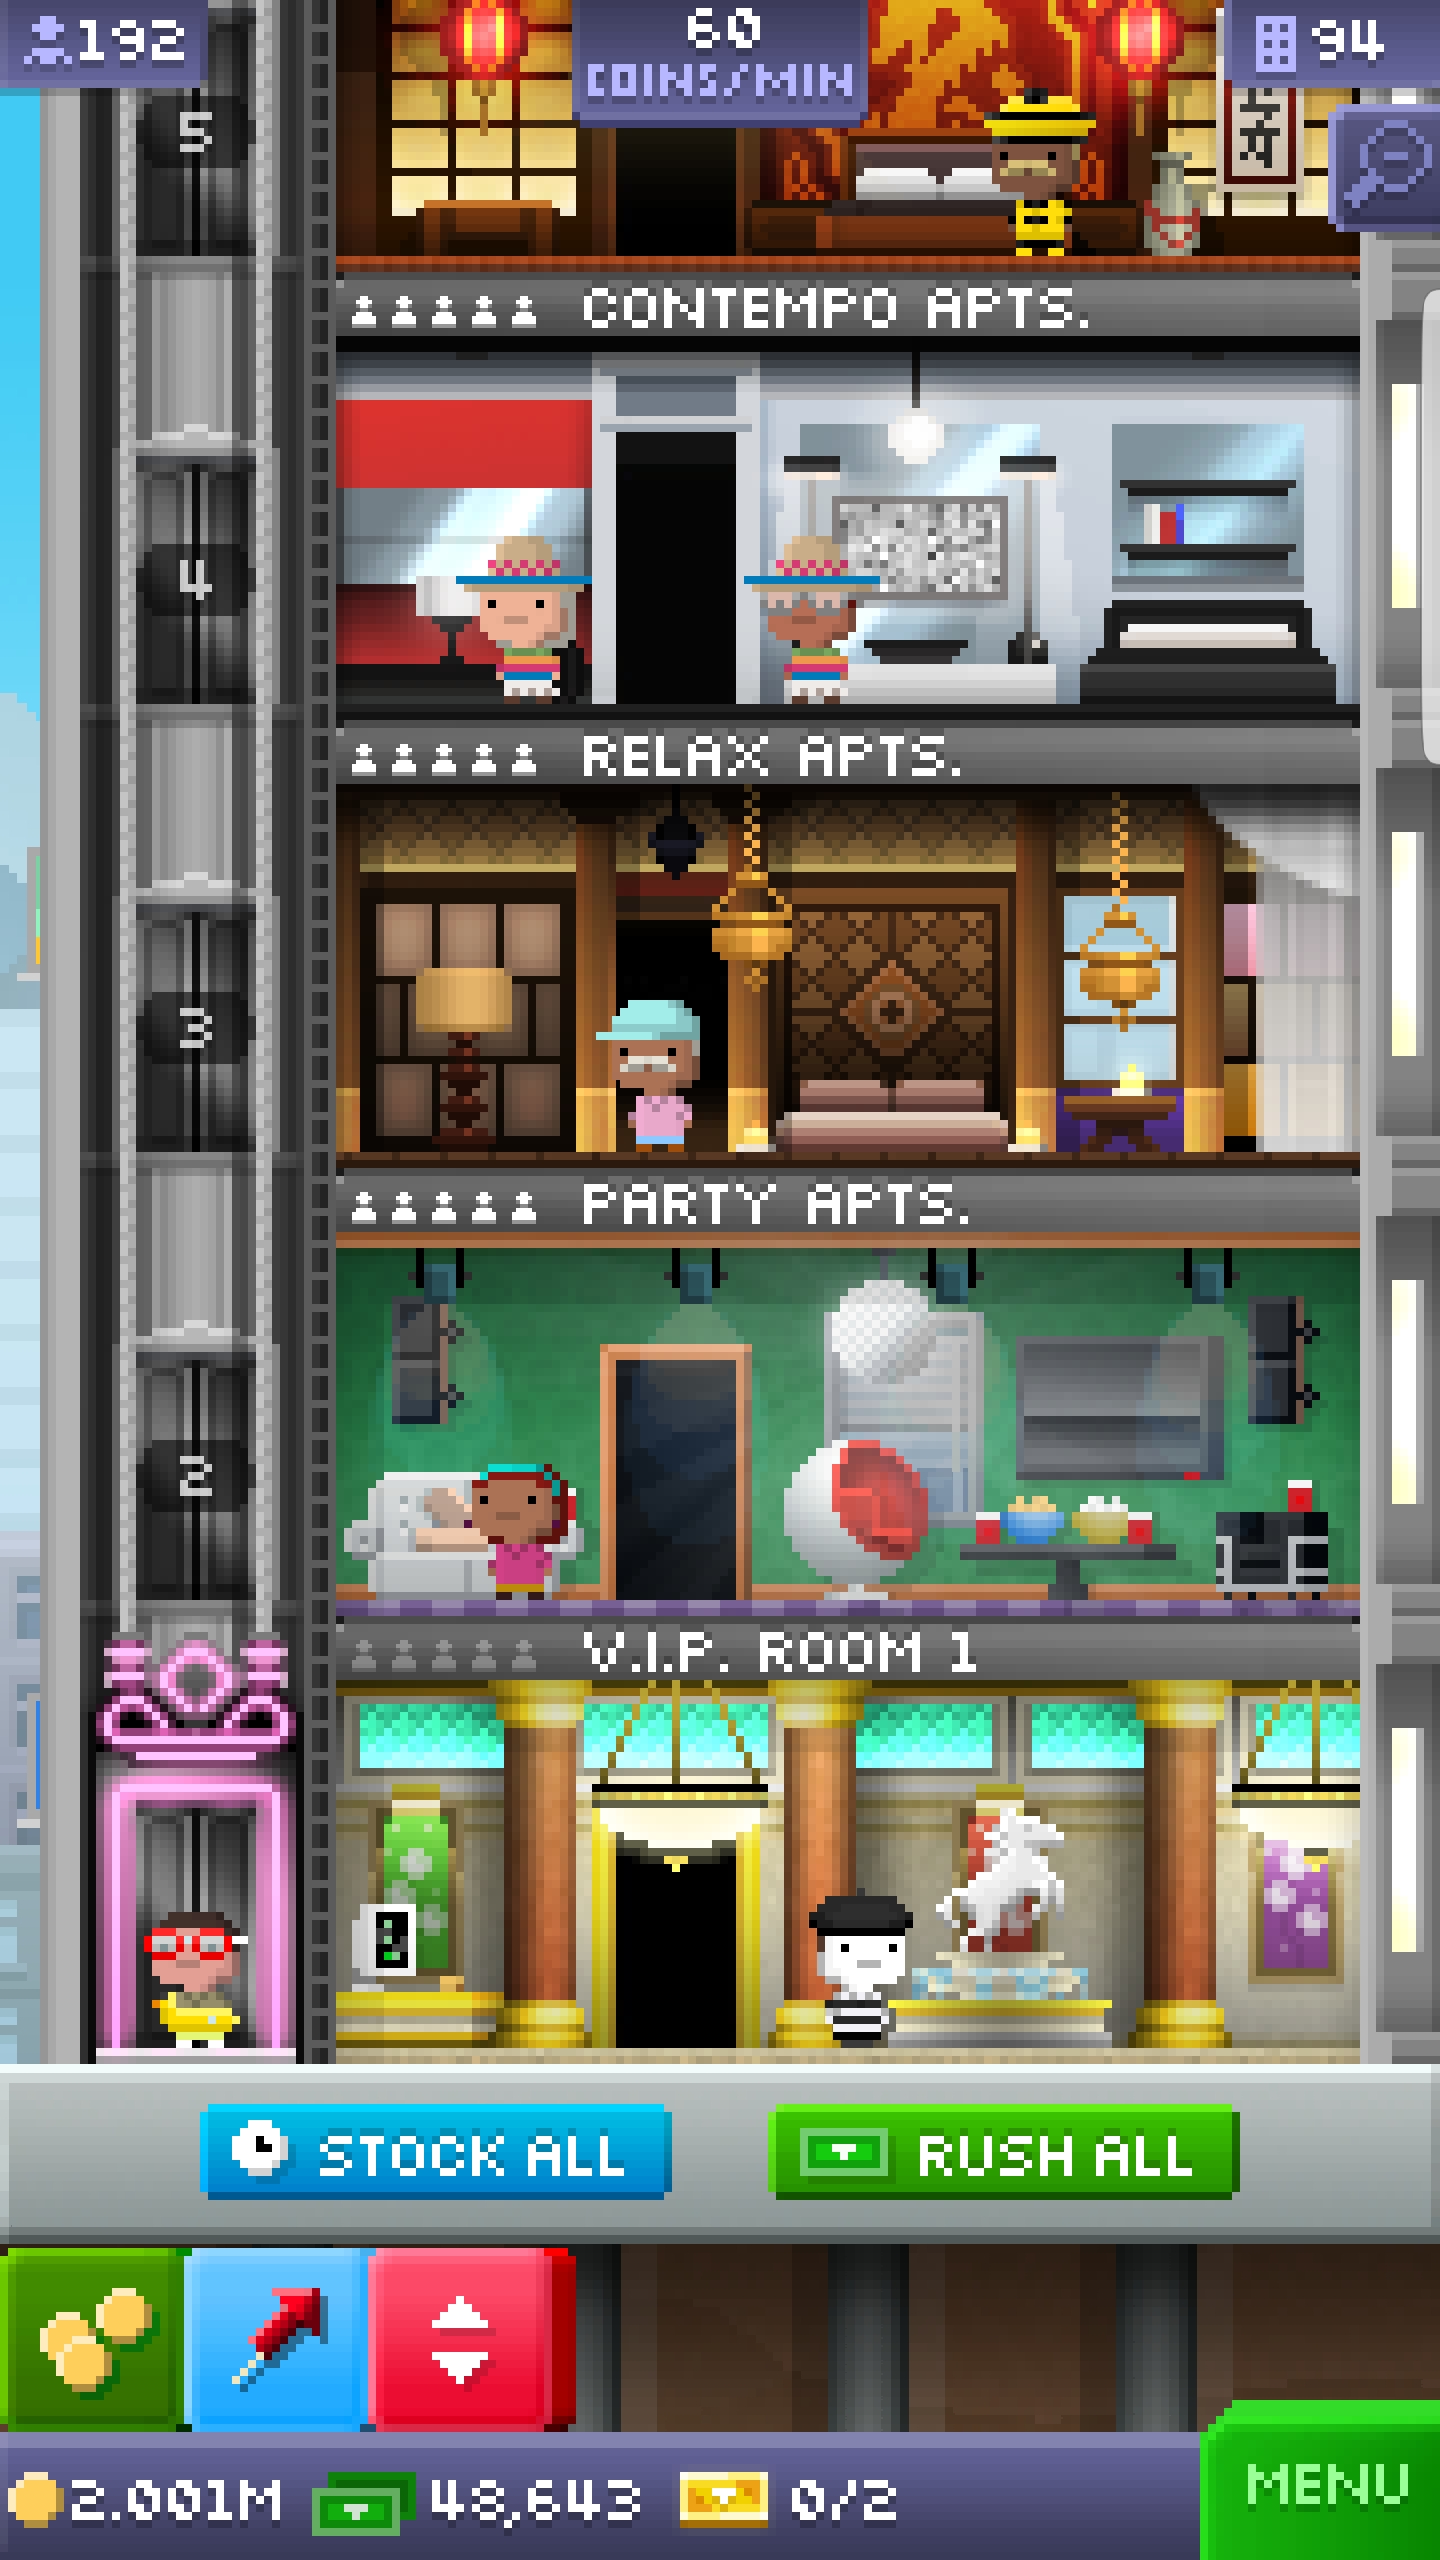 192
60
COINS/MIN
94
5
CONTEMPO APTS.
4
RELAX APTS.
3
PARTY APTS.
2
V.I.P. ROOM 1
STOCK ALL
RUSH ALL
2.001M
48,643
0/2
MENU